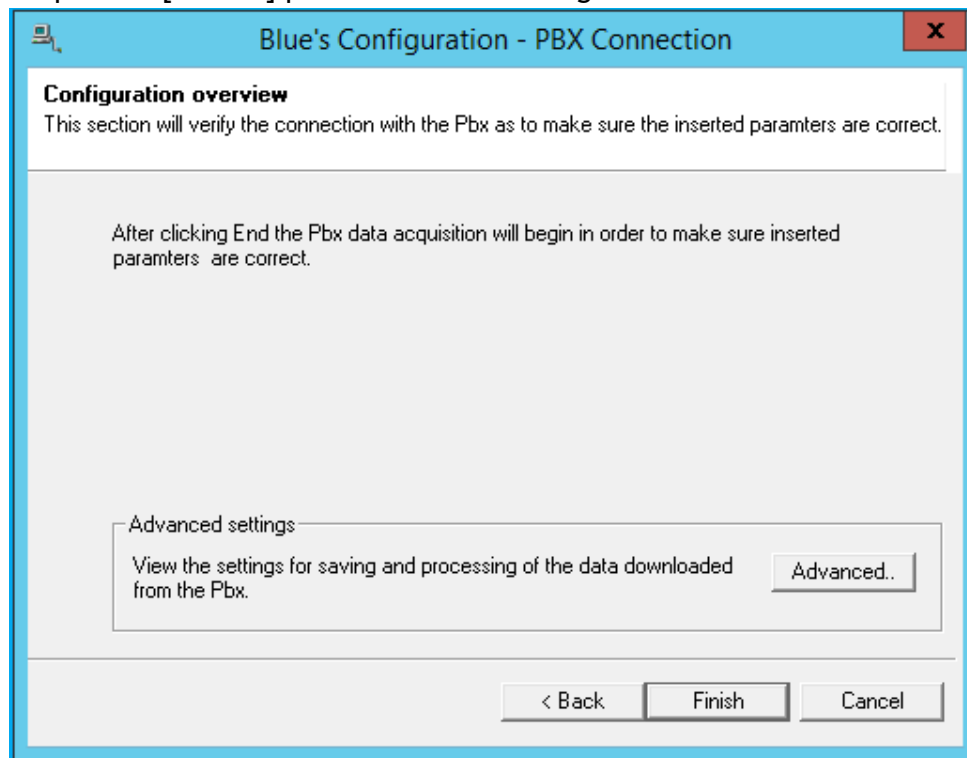 Blue's Configuration - PBX Connection
x
Configuration overview
This section will verify the connection with the Pbx as to make sure the inserted paramters are correct.
After clicking End the Pbx data acquisition will begin in order to make sure inserted
paramters are correct.
Advanced settings
View the settings for saving and processing of the data downloaded
from the Pbx.
Advanced..
< Back
Finish
Cancel